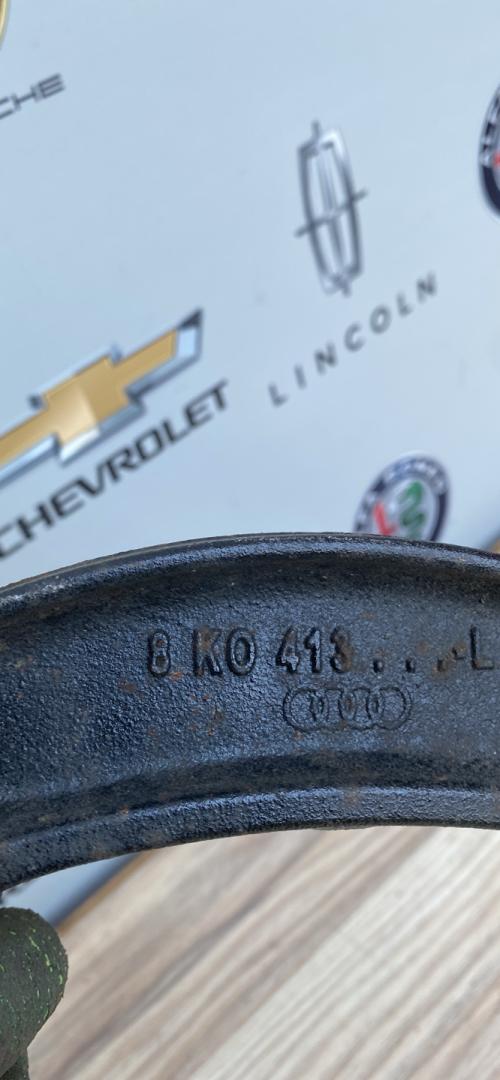 LINCOLN
CHEVROLET
8 K0 413...-L